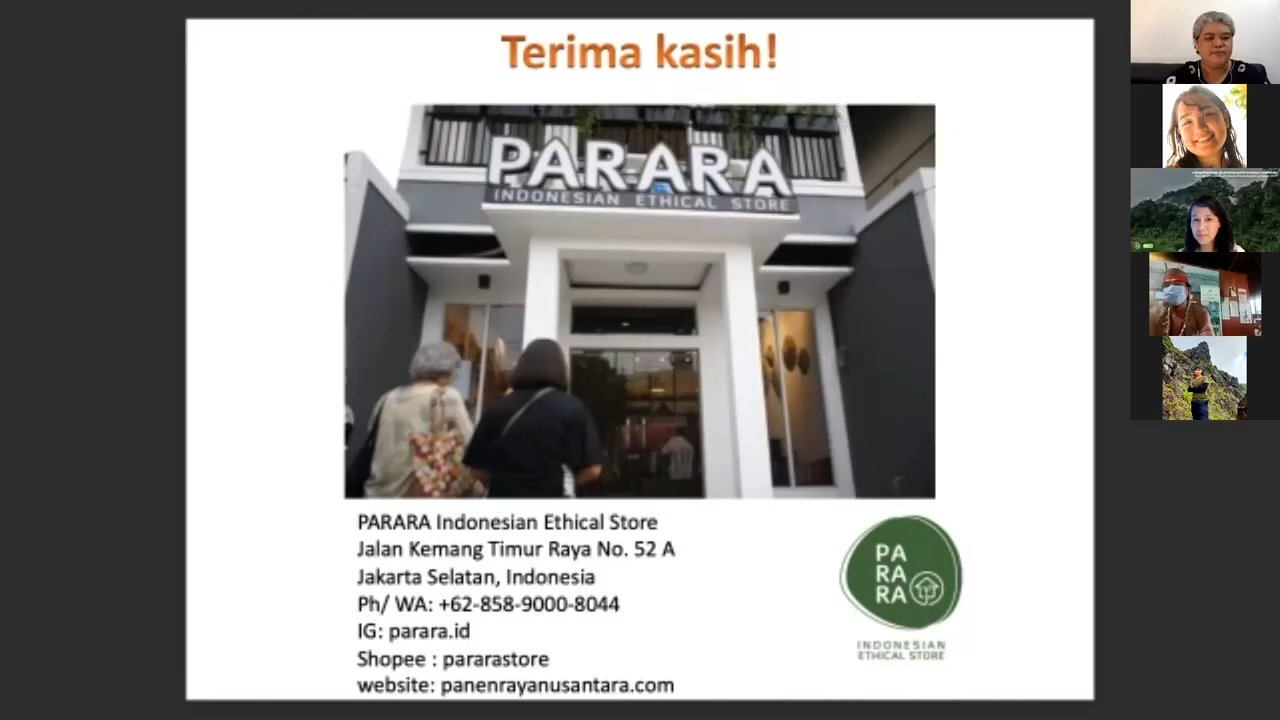 Terima kasih!
PARARA
INDONESIAN ETHICAL STORE
PARARA Indonesian Ethical Store
Jalan Kemang Timur Raya No. 52 A
Jakarta Selatan, Indonesia
Ph/ WA: +62-858-9000-8044
IG: parara.id
Shopee : pararastore
website: panenrayanusantara.com
PA
RA
RA
INDONESIAN
ETHICAL STORE